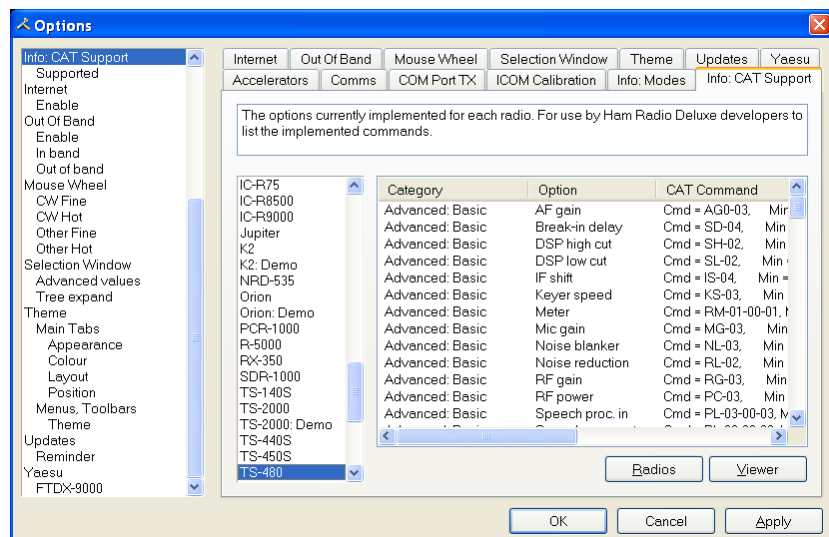 Options
Info: CAT Support
Supported
Internet
Enable
Out Of Band
Enable
In band
Out of band
Mouse Wheel
CW Fine
CW Hot
Other Fine
Other Hot
Selection Window
Advanced values
Tree expand
Theme
Main Tabs
Appearance
Colour
Layout
Position
Menus, Toolbars
Theme
Updates
Reminder
Yaesu
FTDX-9000
Internet Out Of Band Mouse Wheel Selection Window Theme Updates Yaesu
Accelerators Comms COM Port TX ICOM Calibration Info: Modes Info: CAT Support
The options currently implemented for each radio. For use by Ham Radio Deluxe developers to
list the implemented commands.
IC-R75
IC-R8500
IC-R9000
Jupiter
K2
K2: Demo
NRD-535
Orion
Orion: Demo
PCR-1000
R-5000
RX-350
SDR-1000
TS-140S
TS-2000
TS-2000: Demo
TS-440S
TS-450S
TS-480
Category Option CAT Command
Advanced: Basic AF gain Cmd = AG0-03, Min
Advanced: Basic Break-in delay Cmd = SD-04, Min
Advanced: Basic DSP high cut Cmd = SH-02, Min
Advanced: Basic DSP low cut Cmd = SL-02, Min
Advanced: Basic IF shift Cmd = IS-04, Min =
Advanced: Basic Keyer speed Cmd = KS-03, Min
Advanced: Basic Meter Cmd = RM-01-00-01,
Advanced: Basic Mic gain Cmd = MG-03, Min
Advanced: Basic Noise blanker Cmd = NL-03, Min
Advanced: Basic Noise reduction Cmd = RL-02, Min
Advanced: Basic RF gain Cmd = RG-03, Min
Advanced: Basic RF power Cmd = PC-03, Min
Advanced: Basic Speech proc. in Cmd = PL-03-00-03, M
Radios Viewer
OK Cancel Apply